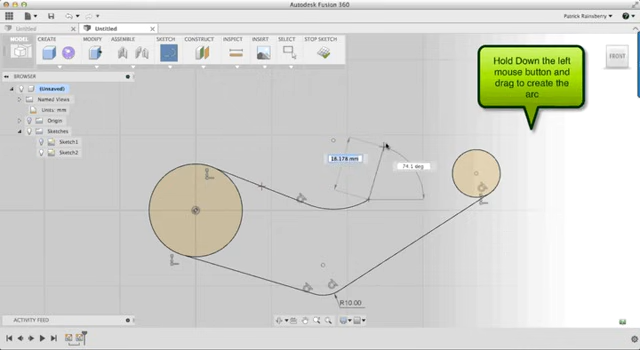 Autodesk Fusion 360
Patrick Rainsberry
Untitled
Untitled
MODEL
CREATE
MODIFY
ASSEMBLE
SKETCH
CONSTRUCT
INSPECT
INSERT
SELECT
STOP SKETCH
Hold Down the left
mouse button and
drag to create the
arc
FRONT
BROWSER
(Unsaved)
Named Views
Units: mm
Origin
Sketches
Sketch1
Sketch2
16.178 mm
74.1 deg
R10.00
ACTIVITY FEED